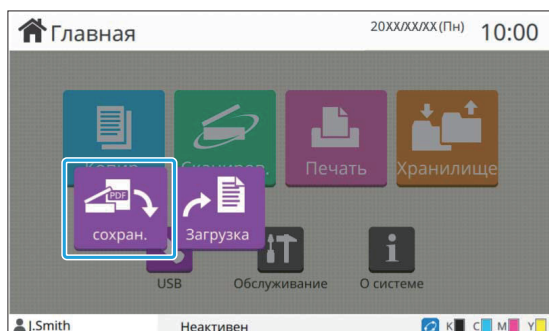 Главная
20XX/XX/XX (Пн) 10:00
Копир. Сканиров. Печать Хранилище
PDF
сохран. Загрузка
USB Обслуживание О системе
J.Smith Неактивен K C M Y